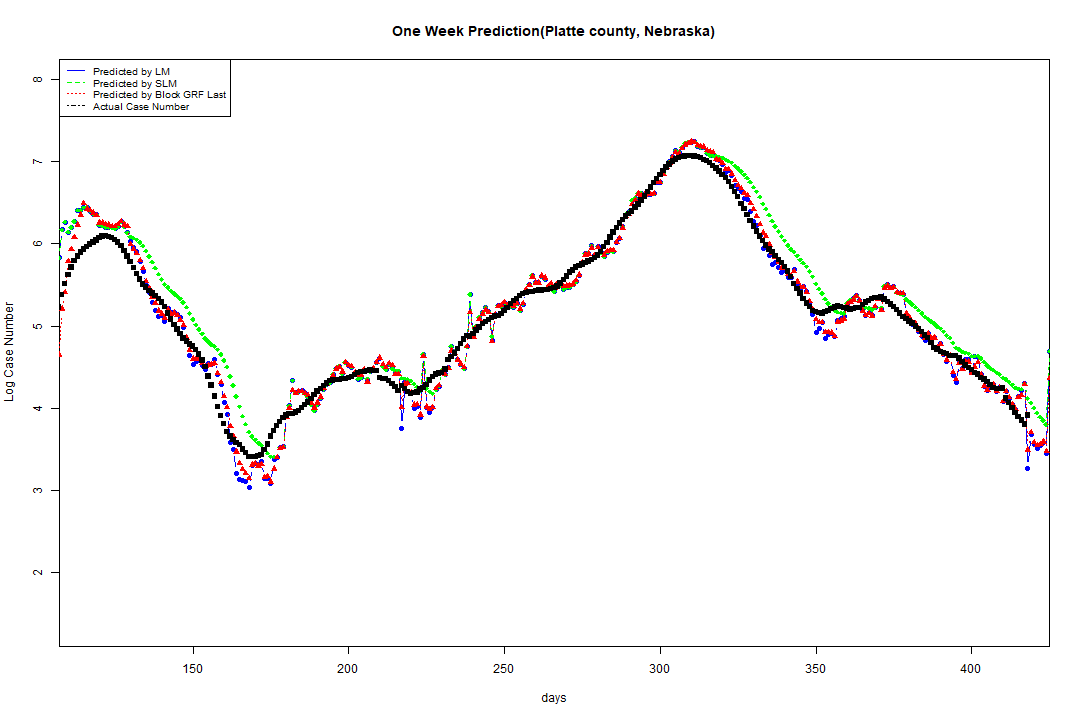 One Week Prediction(Platte county, Nebraska)
Predicted by LM
Predicted by SLM
Predicted by Block GRF Last
Actual Case Number
8
7
6
5
4
3
2
Log Case Number
150 200 250 300 350 400
days